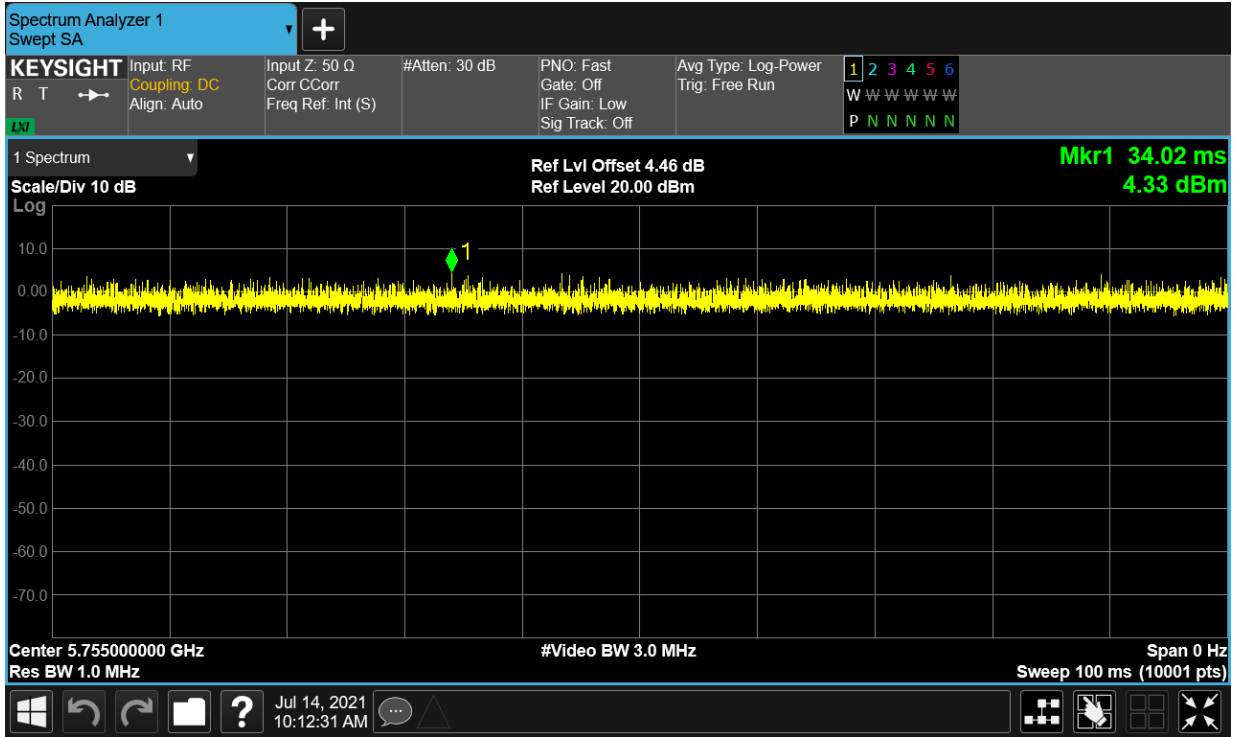 Spectrum Analyzer 1
Swept SA
+
KEYSIGHT
R T
LXI
Input: RF
Coupling: DC
Align: Auto
Input Z: 50 Ω
Corr CCorr
Freq Ref: Int (S)
#Atten: 30 dB
PNO: Fast
Gate: Off
IF Gain: Low
Sig Track: Off
Avg Type: Log-Power
Trig: Free Run
1 2 3 4 5 6
W W W W W W
P N N N N N
1 Spectrum
Scale/Div 10 dB
Log
Ref Lvl Offset 4.46 dB
Ref Level 20.00 dBm
Mkr1 34.02 ms
4.33 dBm
1
10.0
0.00
-10.0
-20.0
-30.0
-40.0
-50.0
-60.0
-70.0
Center 5.755000000 GHz
Res BW 1.0 MHz
#Video BW 3.0 MHz
Span 0 Hz
Sweep 100 ms (10001 pts)
?
Jul 14, 2021
10:12:31 AM